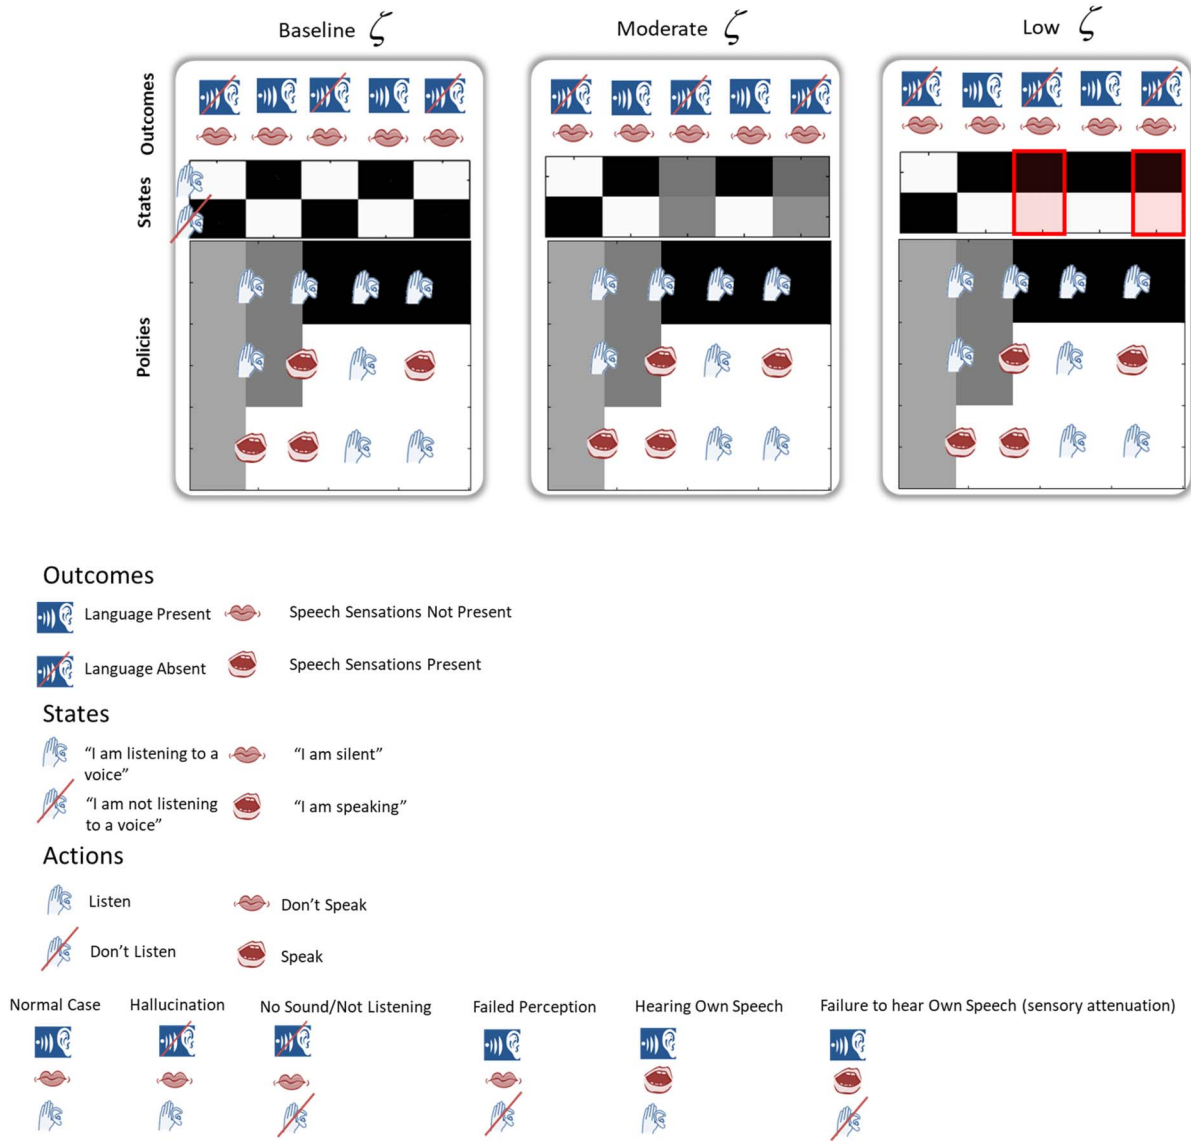 Baseline ζ
Moderate ζ
Low ζ
Outcomes
States
Policies
Outcomes
Language Present
Speech Sensations Not Present
Language Absent
Speech Sensations Present
States
“I am listening to a
voice”
“I am silent”
“I am not listening
to a voice”
“I am speaking”
Actions
Listen
Don’t Speak
Don’t Listen
Speak
Normal Case
Hallucination
No Sound/Not Listening
Failed Perception
Hearing Own Speech
Failure to hear Own Speech (sensory attenuation)